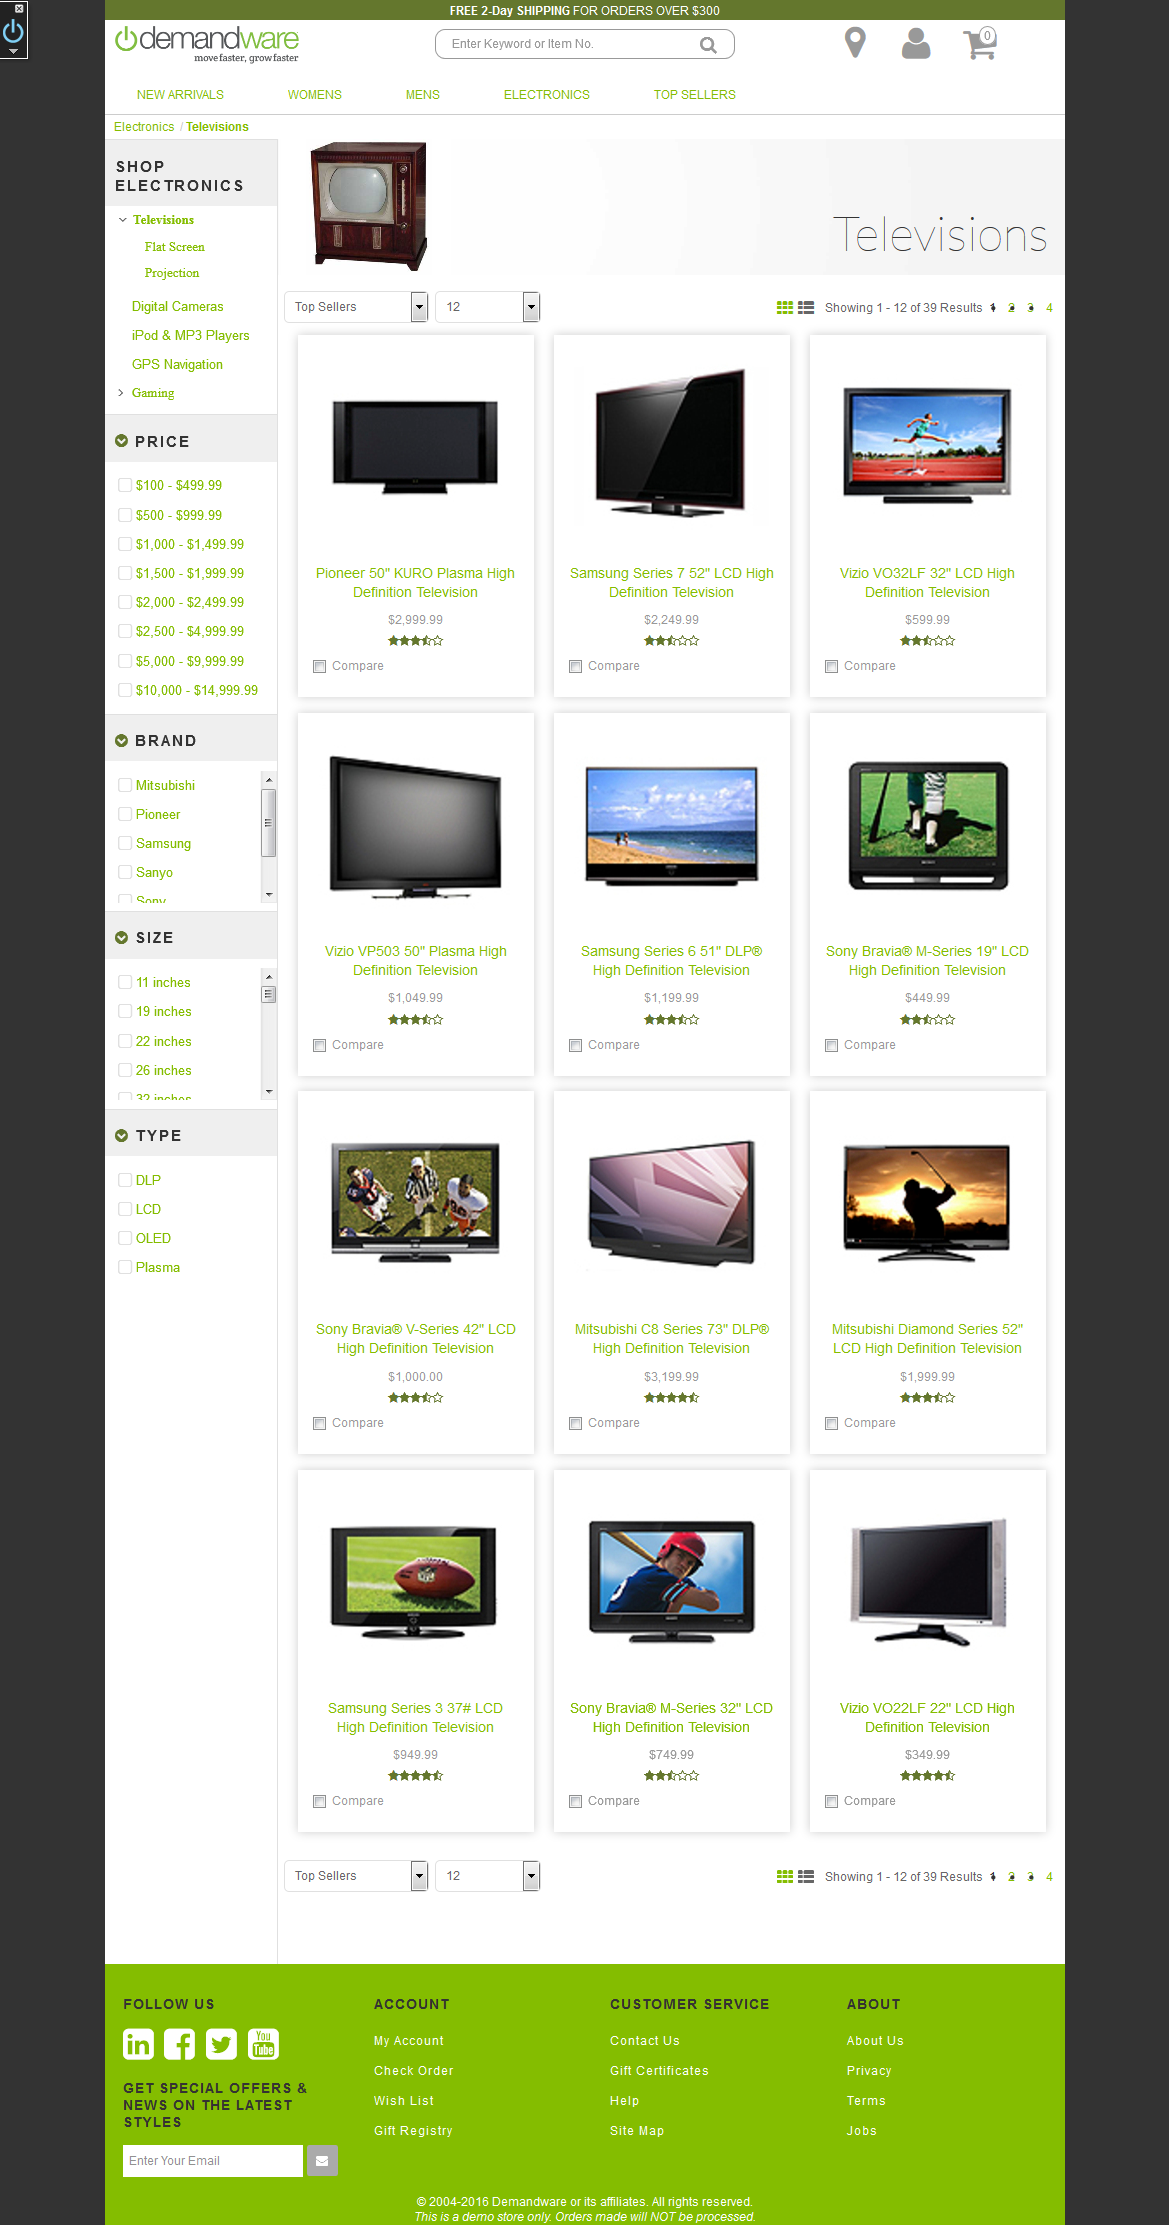 FREE 2-Day SHIPPING FOR ORDERS OVER $300
demandware
move faster, grow faster
Enter Keyword or Item No.
0
NEW ARRIVALS
WOMENS
MENS
ELECTRONICS
TOP SELLERS
Electronics / Televisions
SHOP
ELECTRONICS
Televisions
Flat Screen
Projection
Digital Cameras
iPod & MP3 Players
GPS Navigation
Gaming
PRICE
$100 - $499.99
$500 - $999.99
$1,000 - $1,499.99
$1,500 - $1,999.99
$2,000 - $2,499.99
$2,500 - $4,999.99
$5,000 - $9,999.99
$10,000 - $14,999.99
BRAND
Mitsubishi
Pioneer
Samsung
Sanyo
Sony
SIZE
11 inches
19 inches
22 inches
26 inches
32 inches
TYPE
DLP
LCD
OLED
Plasma
Televisions
Top Sellers
12
Showing 1 - 12 of 39 Results 1 2 3 4
Pioneer 50" KURO Plasma High
Definition Television
$2,999.99
Compare
Samsung Series 7 52" LCD High
Definition Television
$2,249.99
Compare
Vizio VO32LF 32" LCD High
Definition Television
$599.99
Compare
Vizio VP503 50" Plasma High
Definition Television
$1,049.99
Compare
Samsung Series 6 51" DLP®
High Definition Television
$1,199.99
Compare
Sony Bravia® M-Series 19" LCD
High Definition Television
$449.99
Compare
Sony Bravia® V-Series 42" LCD
High Definition Television
$1,000.00
Compare
Mitsubishi C8 Series 73" DLP®
High Definition Television
$3,199.99
Compare
Mitsubishi Diamond Series 52"
LCD High Definition Television
$1,999.99
Compare
Samsung Series 3 37# LCD
High Definition Television
$949.99
Compare
Sony Bravia® M-Series 32" LCD
High Definition Television
$749.99
Compare
Vizio VO22LF 22" LCD High
Definition Television
$349.99
Compare
Top Sellers
12
Showing 1 - 12 of 39 Results 1 2 3 4
FOLLOW US
in
You
Tube
GET SPECIAL OFFERS &
NEWS ON THE LATEST
STYLES
Enter Your Email
ACCOUNT
My Account
Check Order
Wish List
Gift Registry
CUSTOMER SERVICE
Contact Us
Gift Certificates
Help
Site Map
ABOUT
About Us
Privacy
Terms
Jobs
© 2004-2016 Demandware or its affiliates. All rights reserved.
This is a demo store only. Orders made will NOT be processed.